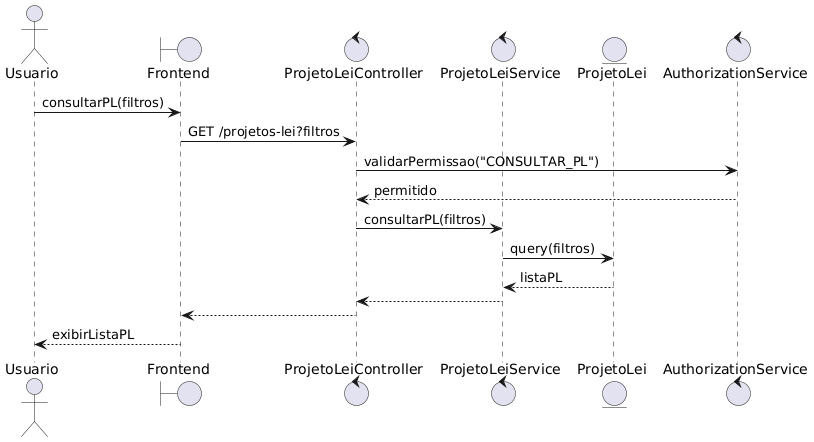 Usuario Frontend ProjetoLeiController ProjetoLeiService ProjetoLei AuthorizationService
consultarPL(filtros)
GET /projetos-lei?filtros
validarPermissao("CONSULTAR_PL")
permitido
consultarPL(filtros)
query(filtros)
listaPL
exibirListaPL
Usuario Frontend ProjetoLeiController ProjetoLeiService ProjetoLei AuthorizationService